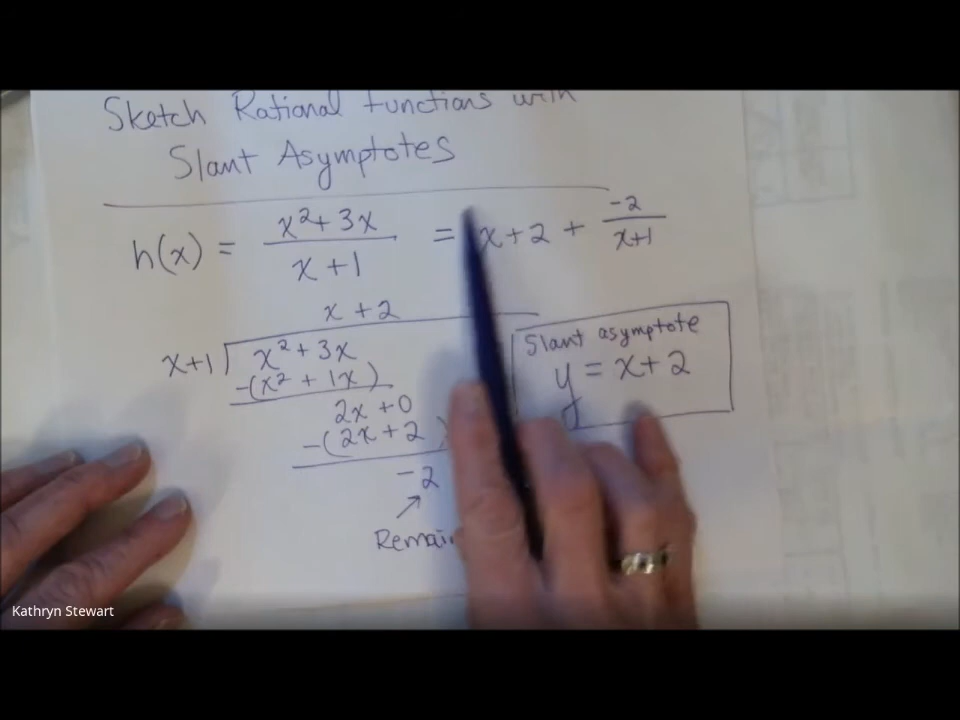 Sketch Rational Functions with
Slant Asymptotes
h(x) = x²+3x / x+1 = x+2 + -2 / x+1
x+2
x+1 x²+3x
-(x² + 1x)
2x +0
-(2x+2)
-2
Slant asymptote
y = x+2
Kathryn Stewart